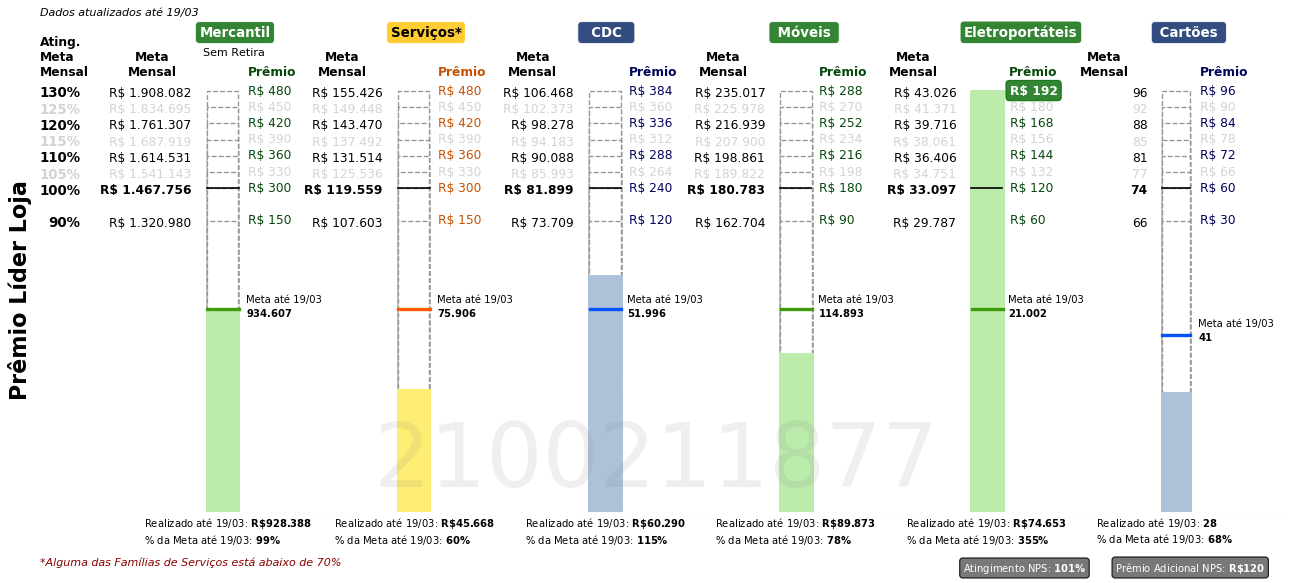 Dados atualizados até 19/03
Mercantil Serviços* CDC Móveis Eletroportáteis Cartões
Sem Retira
Ating. Meta Mensal Meta Mensal Prêmio Meta Mensal Prêmio Meta Mensal Prêmio Meta Mensal Prêmio Meta Mensal Prêmio Meta Mensal Prêmio
130% R$ 1.908.082 R$ 480 R$ 155.426 R$ 480 R$ 106.468 R$ 384 R$ 235.017 R$ 288 R$ 43.026 R$ 192 96 R$ 96
125% R$ 1.834.695 R$ 450 R$ 149.448 R$ 450 R$ 102.373 R$ 360 R$ 225.978 R$ 270 R$ 41.371 R$ 180 92 R$ 90
120% R$ 1.761.307 R$ 420 R$ 143.470 R$ 420 R$ 98.278 R$ 336 R$ 216.939 R$ 252 R$ 39.716 R$ 168 88 R$ 84
115% R$ 1.687.919 R$ 390 R$ 137.492 R$ 390 R$ 94.183 R$ 312 R$ 207.900 R$ 234 R$ 38.061 R$ 156 85 R$ 78
110% R$ 1.614.531 R$ 360 R$ 131.514 R$ 360 R$ 90.088 R$ 288 R$ 198.861 R$ 216 R$ 36.406 R$ 144 81 R$ 72
105% R$ 1.541.143 R$ 330 R$ 125.536 R$ 330 R$ 85.993 R$ 264 R$ 189.822 R$ 198 R$ 34.751 R$ 132 77 R$ 66
100% R$ 1.467.756 R$ 300 R$ 119.559 R$ 300 R$ 81.899 R$ 240 R$ 180.783 R$ 180 R$ 33.097 R$ 120 74 R$ 60
90% R$ 1.320.980 R$ 150 R$ 107.603 R$ 150 R$ 73.709 R$ 120 R$ 162.704 R$ 90 R$ 29.787 R$ 60 66 R$ 30
Prêmio Líder Loja
Meta até 19/03 Meta até 19/03 Meta até 19/03 Meta até 19/03 Meta até 19/03
934.607 75.906 51.996 114.893 21.002
Meta até 19/03
41
2100211877
Realizado até 19/03: R$928.388 Realizado até 19/03: R$45.668 Realizado até 19/03: R$60.290 Realizado até 19/03: R$89.873 Realizado até 19/03: R$74.653 Realizado até 19/03: 28
% da Meta até 19/03: 99% % da Meta até 19/03: 60% % da Meta até 19/03: 115% % da Meta até 19/03: 78% % da Meta até 19/03: 355% % da Meta até 19/03: 68%
*Alguma das Famílias de Serviços está abaixo de 70%
Atingimento NPS: 101% Prêmio Adicional NPS: R$120